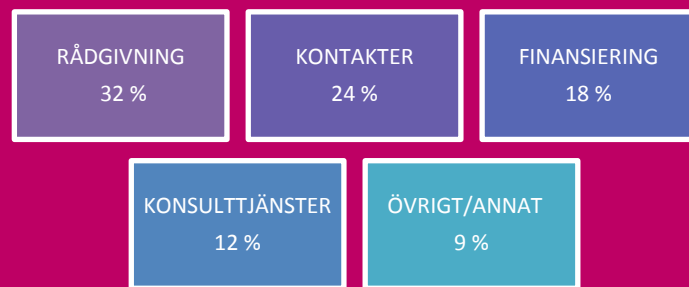 RÅDGIVNING
32 %
KONTAKTER
24 %
FINANSIERING
18 %
KONSULTTJÄNSTER
12 %
ÖVRIGT/ANNAT
9 %